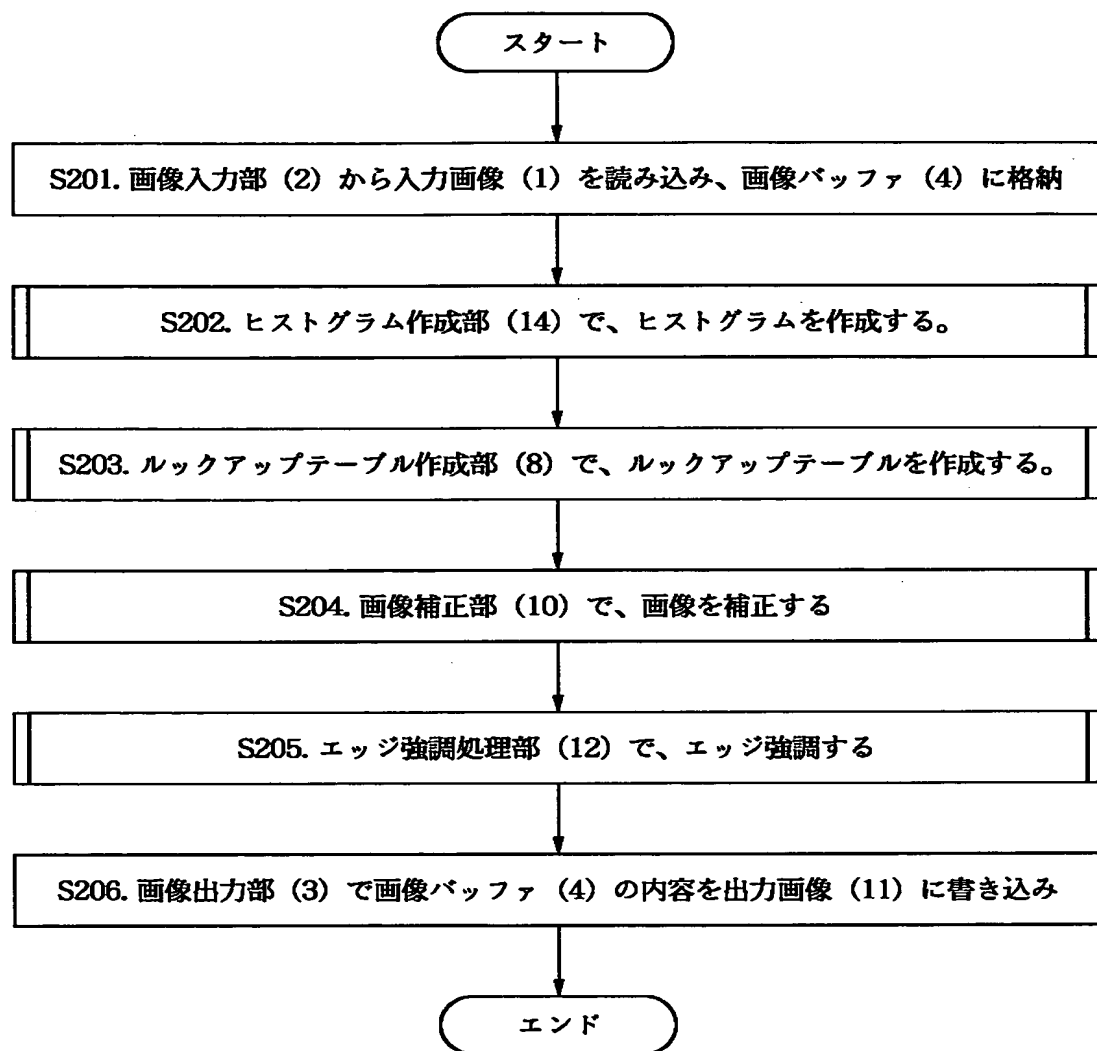 スタート
S201. 画像入力部（2）から入力画像（1）を読み込み、画像バッファ（4）に格納
S202. ヒストグラム作成部（14）で、ヒストグラムを作成する。
S203. ルックアップテーブル作成部（8）で、ルックアップテーブルを作成する。
S204. 画像補正部（10）で、画像を補正する
S205. エッジ強調処理部（12）で、エッジ強調する
S206. 画像出力部（3）で画像バッファ（4）の内容を出力画像（11）に書き込み
エンド